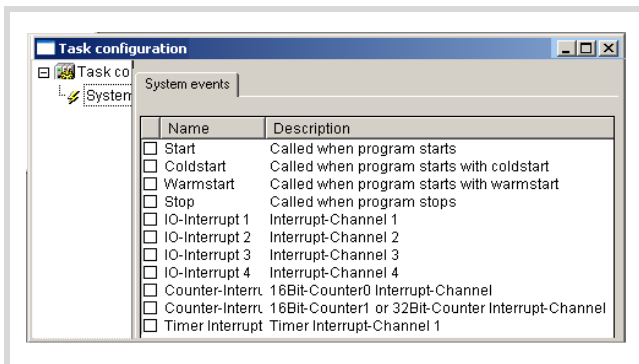 Task configuration
Task co
System
System events
Name Description
Start Called when program starts
Coldstart Called when program starts with coldstart
Warmstart Called when program starts with warmstart
Stop Called when program stops
IO-Interrupt 1 Interrupt-Channel 1
IO-Interrupt 2 Interrupt-Channel 2
IO-Interrupt 3 Interrupt-Channel 3
IO-Interrupt 4 Interrupt-Channel 4
Counter-Interru 16Bit-Counter0 Interrupt-Channel
Counter-Interru 16Bit-Counter1 or 32Bit-Counter Interrupt-Channel
Timer Interrupt Timer Interrupt-Channel 1